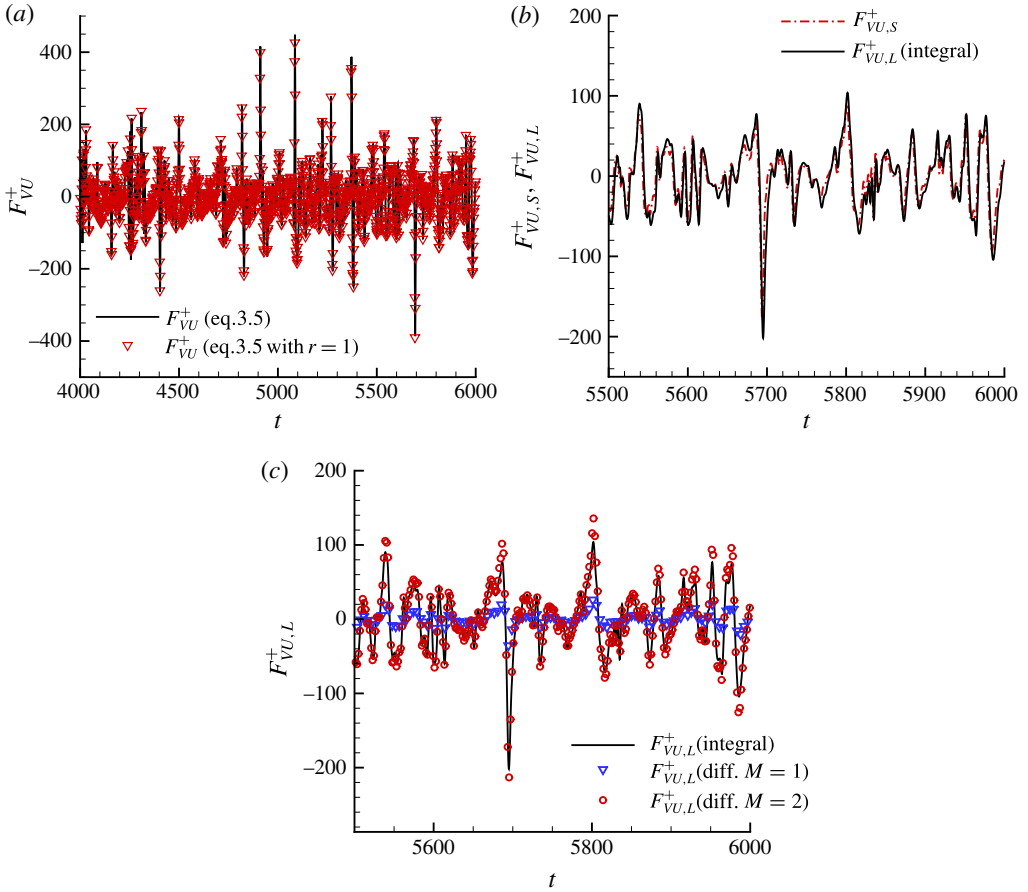 (a)
400
200
0
−200
−400
F⁺VU
F⁺VU (eq.3.5)
F⁺VU (eq.3.5 with r = 1)
4000 4500 5000 5500 6000
t
(b)
200
100
0
−100
−200
F⁺VU,S, F⁺VU,L
F⁺VU,S
F⁺VU,L (integral)
5500 5600 5700 5800 5900 6000
t
(c)
200
100
0
−100
−200
F⁺VU,L
F⁺VU,L(integral)
F⁺VU,L(diff. M = 1)
F⁺VU,L(diff. M = 2)
5600 5800 6000
t